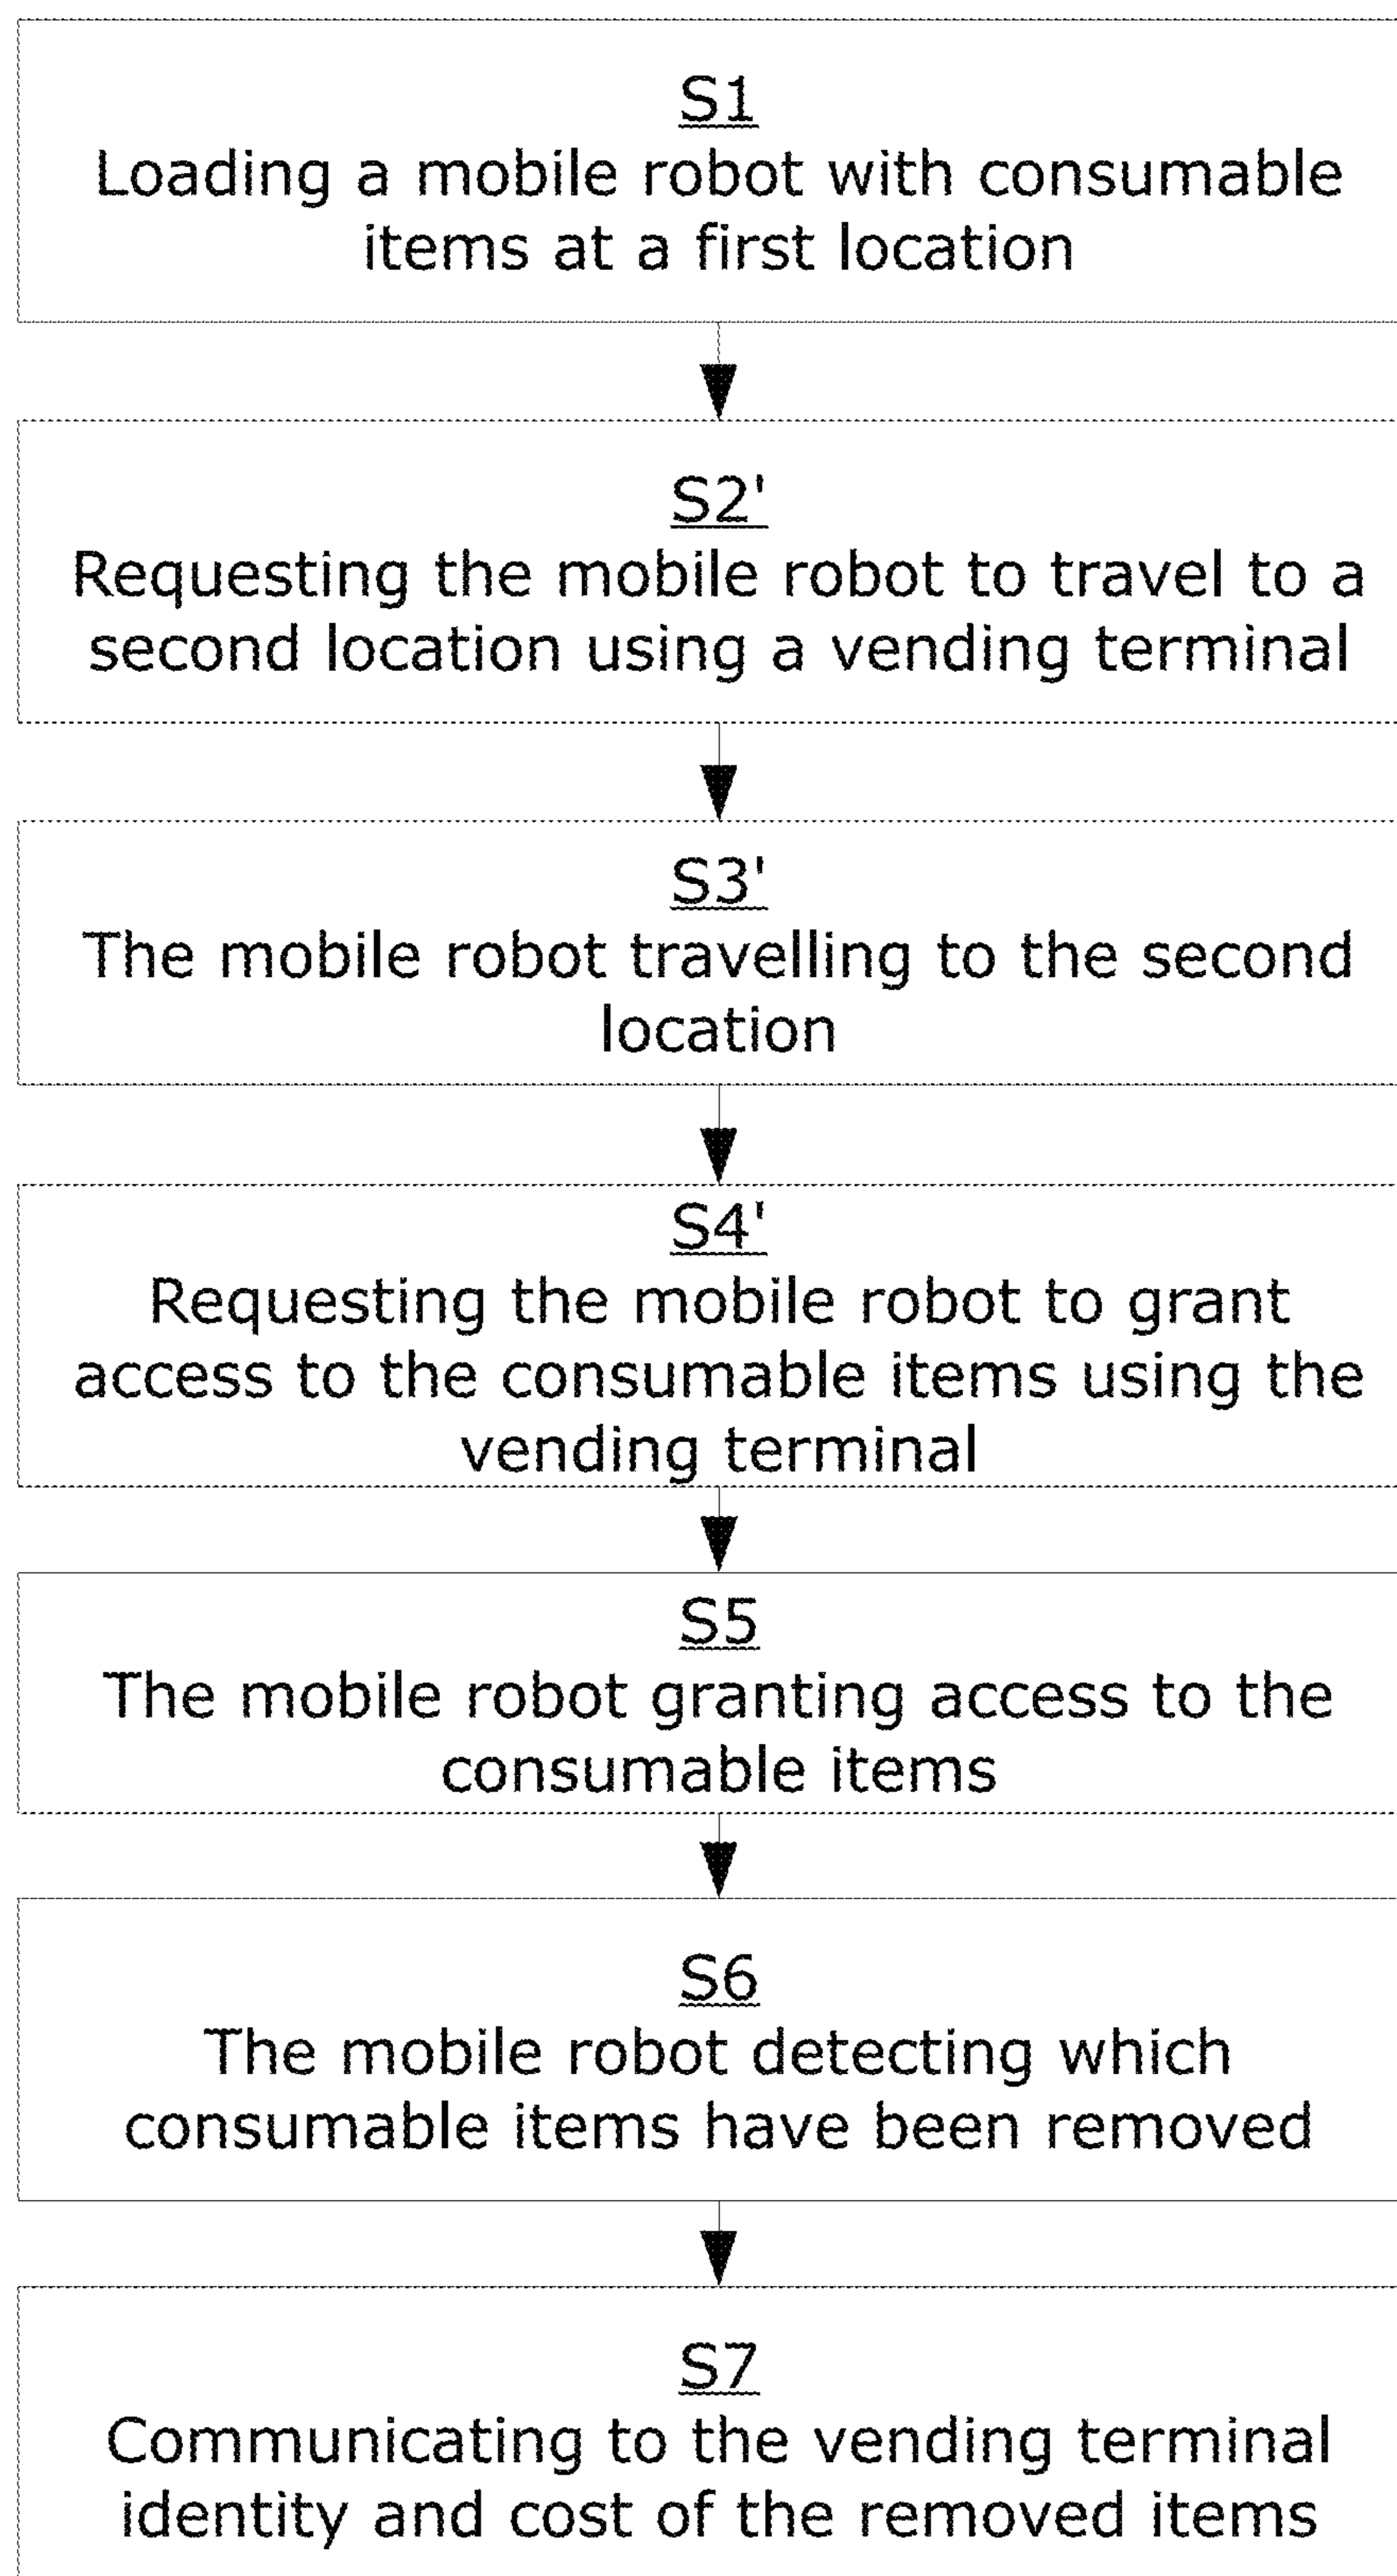 S1
Loading a mobile robot with consumable
items at a first location
S2'
Requesting the mobile robot to travel to a
second location using a vending terminal
S3'
The mobile robot travelling to the second
location
S4'
Requesting the mobile robot to grant
access to the consumable items using the
vending terminal
S5
The mobile robot granting access to the
consumable items
S6
The mobile robot detecting which
consumable items have been removed
S7
Communicating to the vending terminal
identity and cost of the removed items